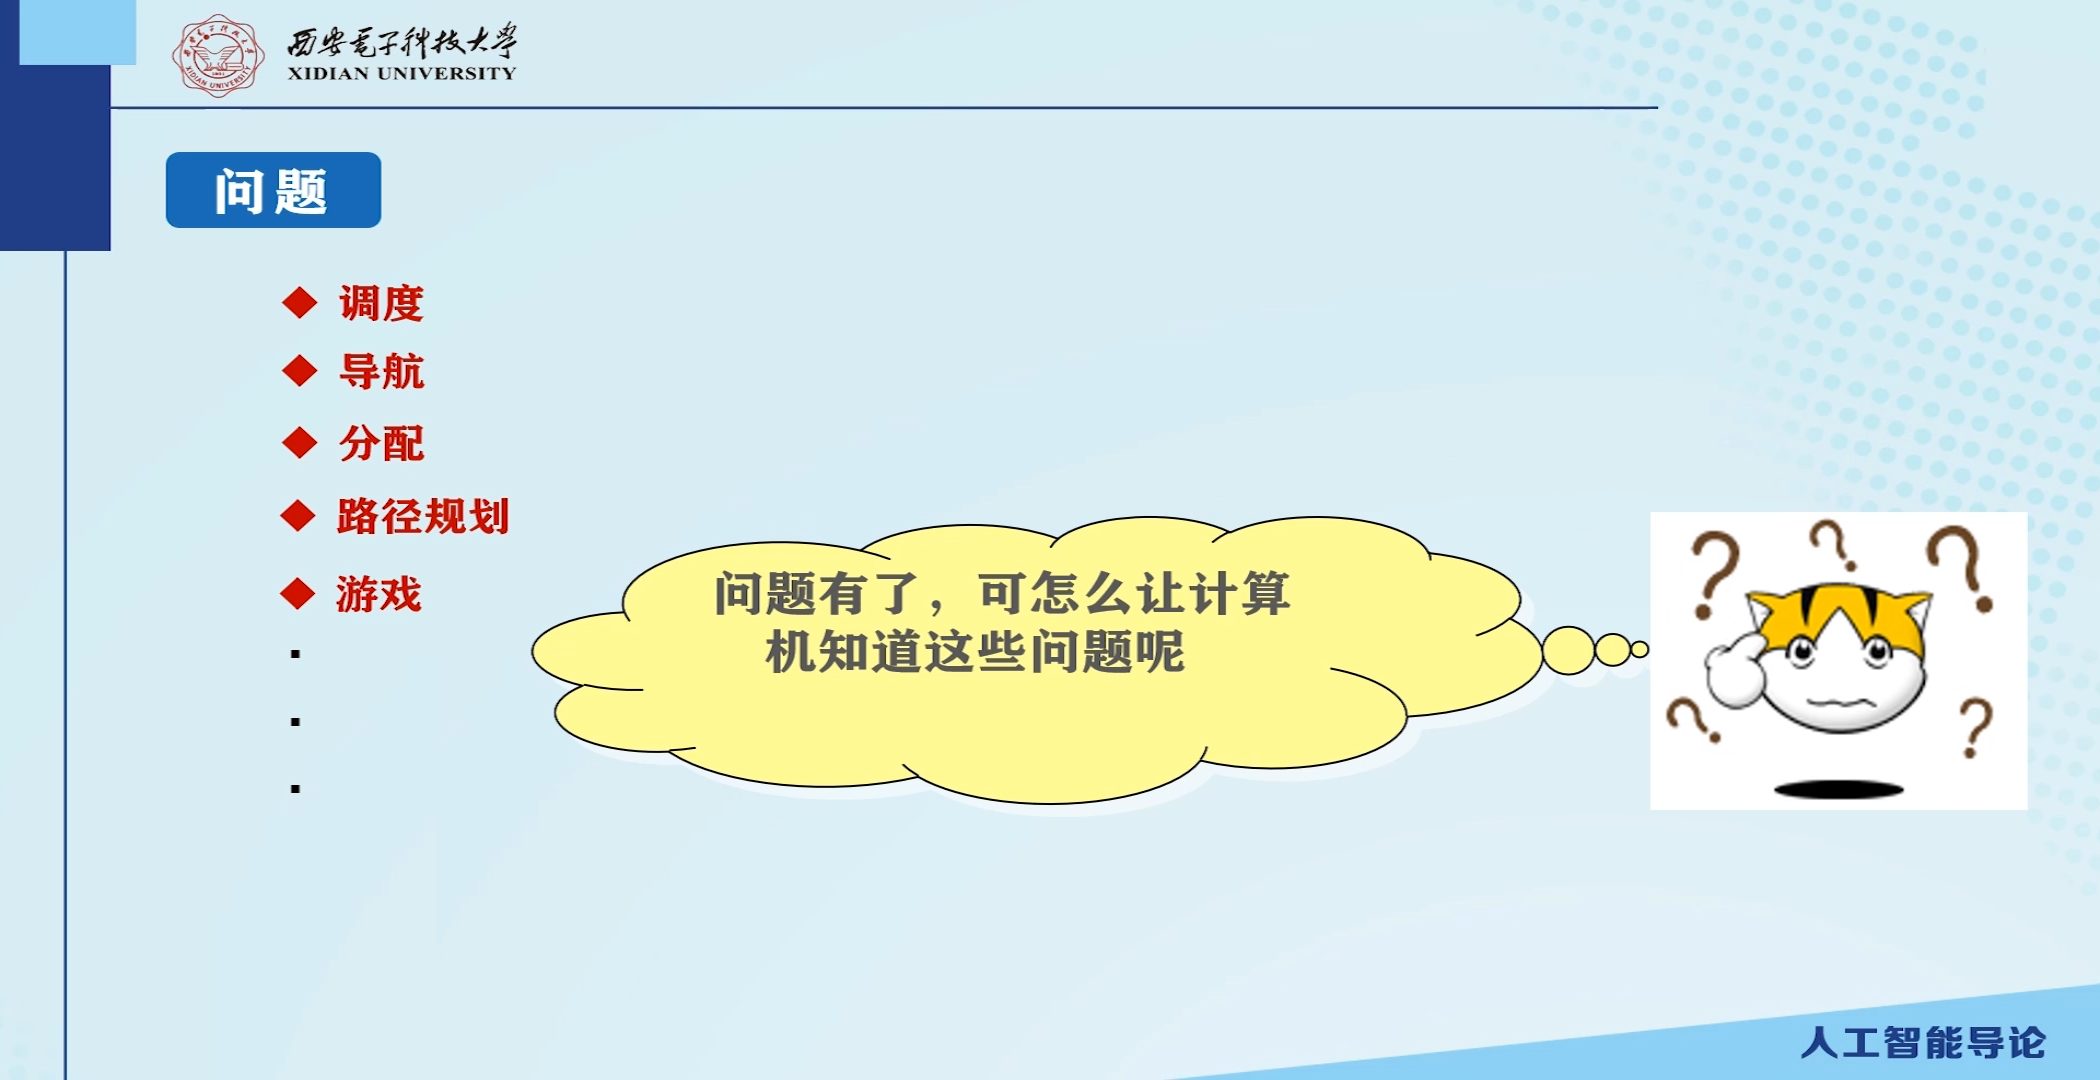 西安電子科技大学
XIDIAN UNIVERSITY
问题
调度
导航
分配
路径规划
游戏
问题有了，可怎么让计算
机知道这些问题呢
人工智能导论